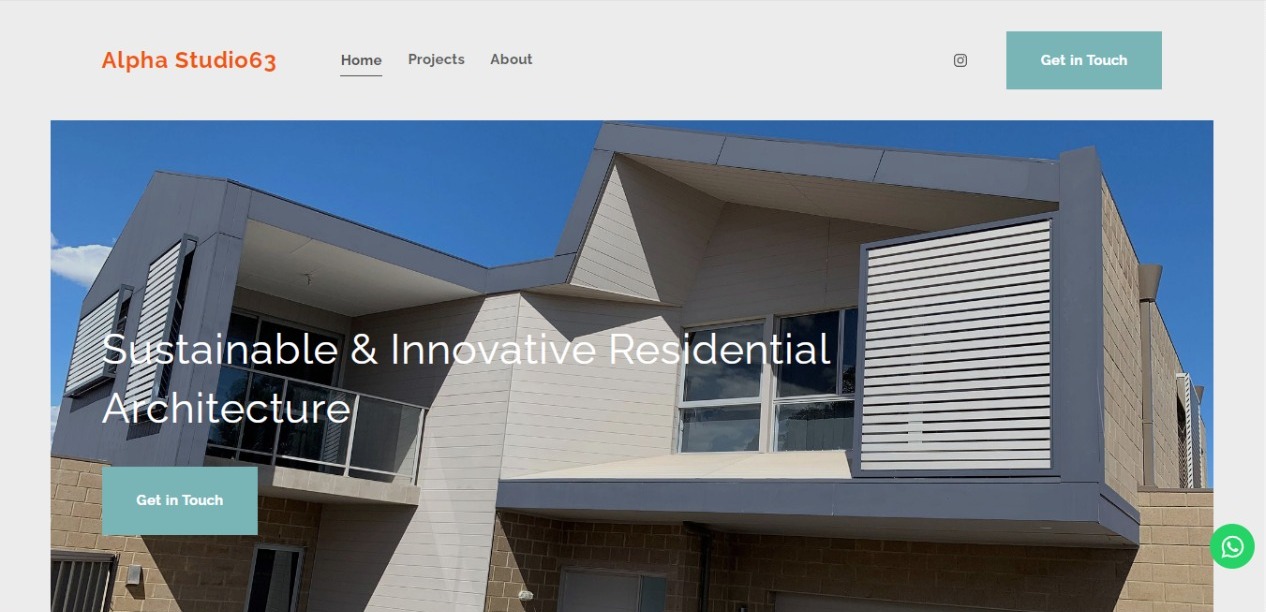 Alpha Studio63
Home
Projects
About
Get in Touch
Sustainable & Innovative Residential
Architecture
Get in Touch